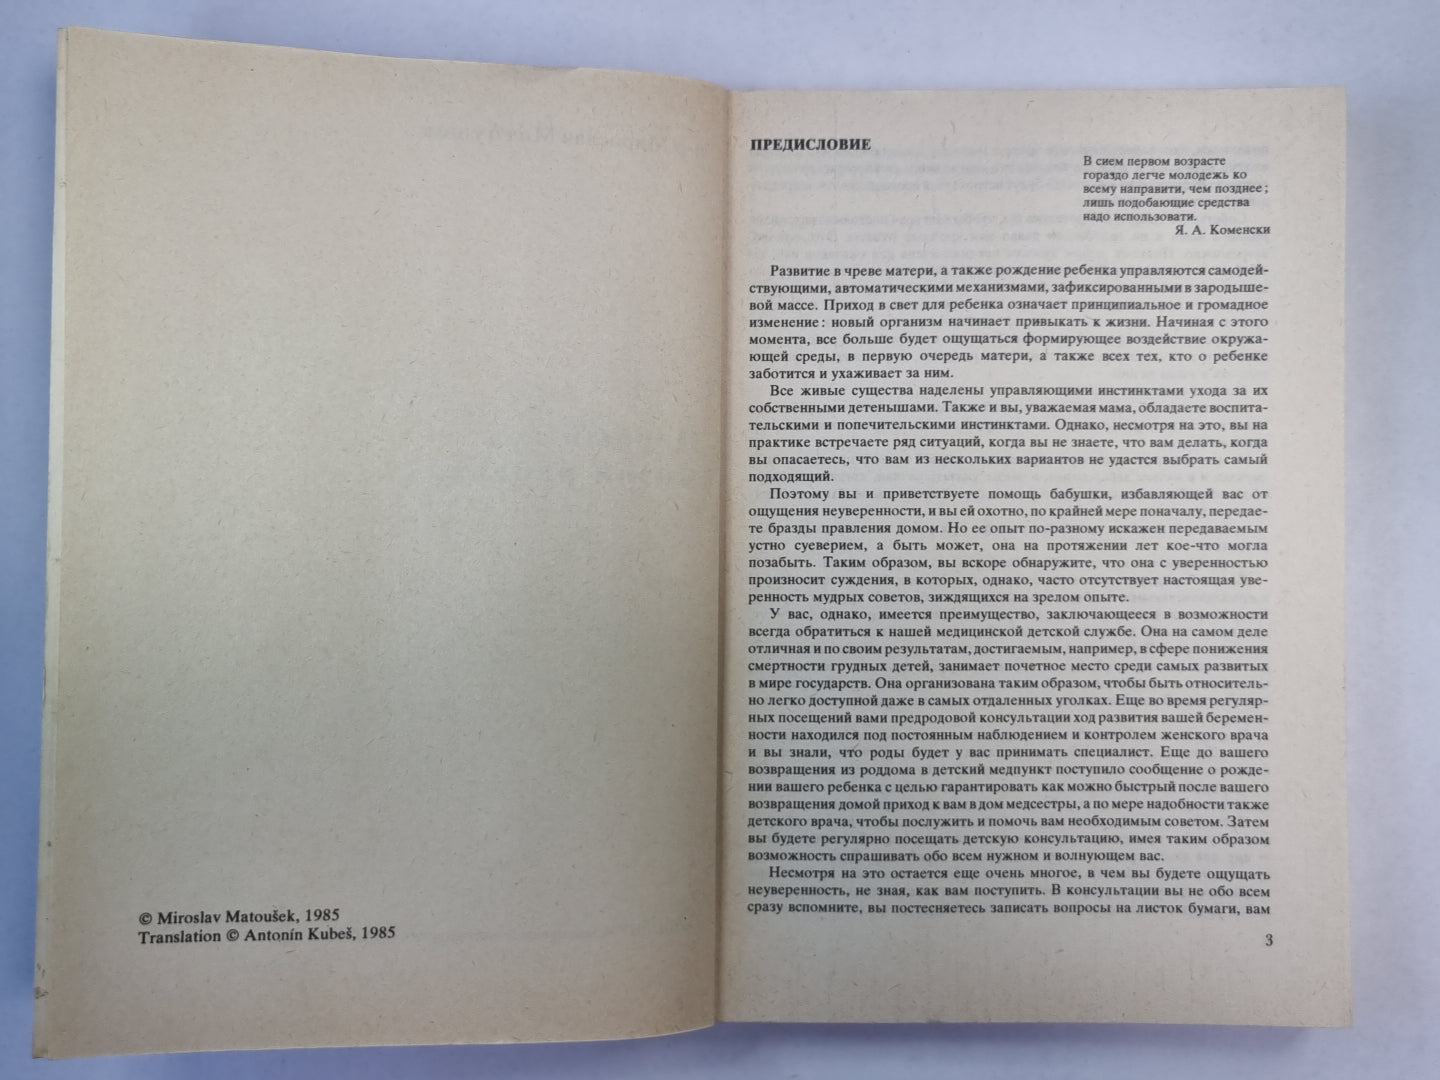 © Miroslav Matoušek, 1985
Translation © Antonín Kubeš, 1985
ПРЕДИСЛОВИЕ
В сием первом возрасте
гораздо легче молодежь ко
всему направити, чем позднее;
лишь подобающие средства
надо использовати.
Я. А. Коменски
Развитие в чреве матери, а также рождение ребенка управляются самодей-
ствующими, автоматическими механизмами, зафиксированными в зародыше-
вой массе. Приход в свет для ребенка означает принципиальное и громадное
изменение: новый организм начинает привыкать к жизни. Начиная с этого
момента, все больше будет ощущаться формирующее воздействие окружа-
ющей среды, в первую очередь матери, а также всех тех, кто о ребенке
заботится и ухаживает за ним.
Все живые существа наделены управляющими инстинктами ухода за их
собственными детенышами. Также и вы, уважаемая мама, обладаете воспита-
тельскими и попечительскими инстинктами. Однако, несмотря на это, вы на
практике встречаете ряд ситуаций, когда вы не знаете, что вам делать, когда
вы опасаетесь, что вам из нескольких вариантов не удастся выбрать самый
подходящий.
Поэтому вы и приветствуете помощь бабушки, избавляющей вас от
ощущения неуверенности, и вы ей охотно, по крайней мере поначалу, передае-
те бразды правления домом. Но ее опыт по-разному искажен передаваемым
устно суеверием, а быть может, она на протяжении лет кое-что могла
позабыть. Таким образом, вы вскоре обнаружите, что она с уверенностью
произносит суждения, в которых, однако, часто отсутствует настоящая уве-
ренность мудрых советов, зиждящихся на зрелом опыте.
У вас, однако, имеется преимущество, заключающееся в возможности
всегда обратиться к нашей медицинской детской службе. Она на самом деле
отличная и по своим результатам, достигаемым, например, в сфере понижения
смертности грудных детей, занимает почетное место среди самых развитых
в мире государств. Она организована таким образом, чтобы быть относитель-
но легко доступной даже в самых отдаленных уголках. Еще во время регуляр-
ных посещений вами предродовой консультации ход развития вашей беремен-
ности находился под постоянным наблюдением и контролем женского врача
и вы знали, что роды будет у вас принимать специалист. Еще до вашего
возвращения из роддома в детский медпункт поступило сообщение о рожде-
нии вашего ребенка с целью гарантировать как можно быстрый после вашего
возвращения домой приход к вам в дом медсестры, а по мере надобности также
детского врача, чтобы послужить и помочь вам необходимым советом. Затем
вы будете регулярно посещать детскую консультацию, имея таким образом
возможность спрашивать обо всем нужном и волнующем вас.
Несмотря на это остается еще очень многое, в чем вы будете ощущать
неуверенность, не зная, как вам поступить. В консультации вы не обо всем
сразу вспомните, вы постесняетесь записать вопросы на листок бумаги, вам
3